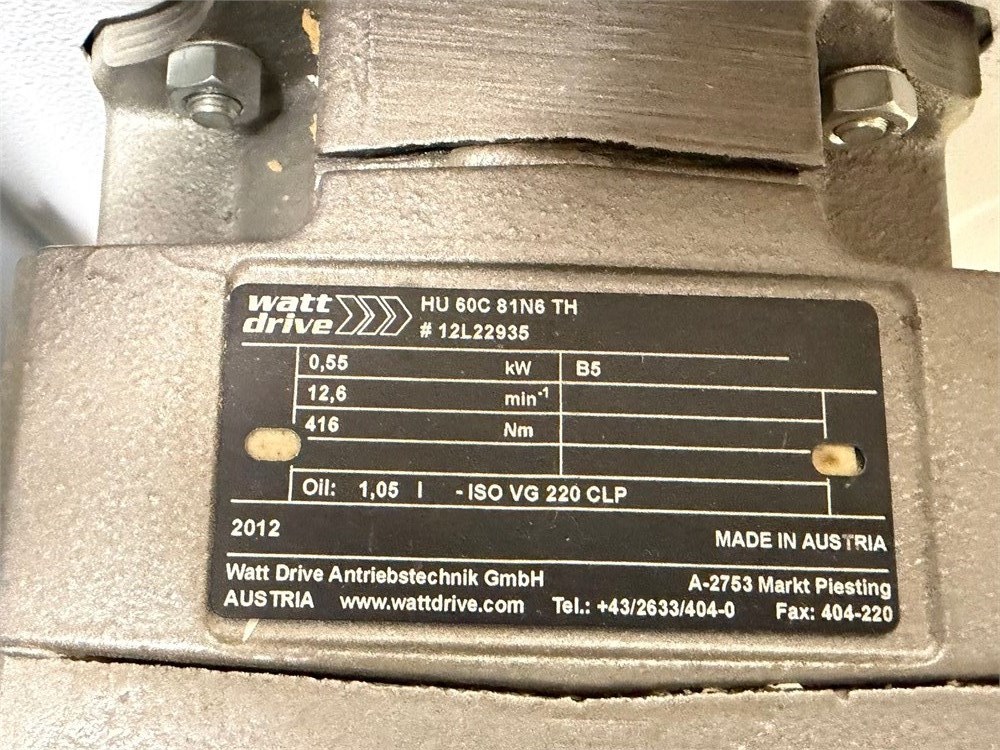 watt
drive
HU 60C 81N6 TH
# 12L22935
0,55 kW B5
12,6 min⁻¹
416 Nm
Oil: 1,05 l - ISO VG 220 CLP
2012
MADE IN AUSTRIA
Watt Drive Antriebstechnik GmbH A-2753 Markt Piesting
AUSTRIA www.wattdrive.com Tel.: +43/2633/404-0 Fax: 404-220